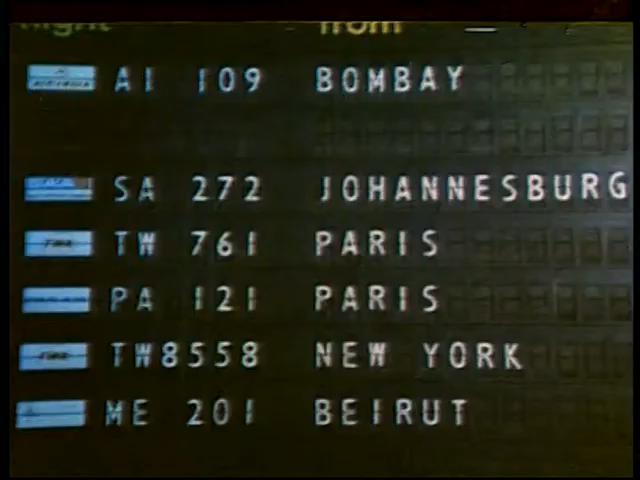 flight from
AI 109 BOMBAY
SA 272 JOHANNESBURG
TW 761 PARIS
PA 121 PARIS
TW8558 NEW YORK
ME 201 BEIRUT